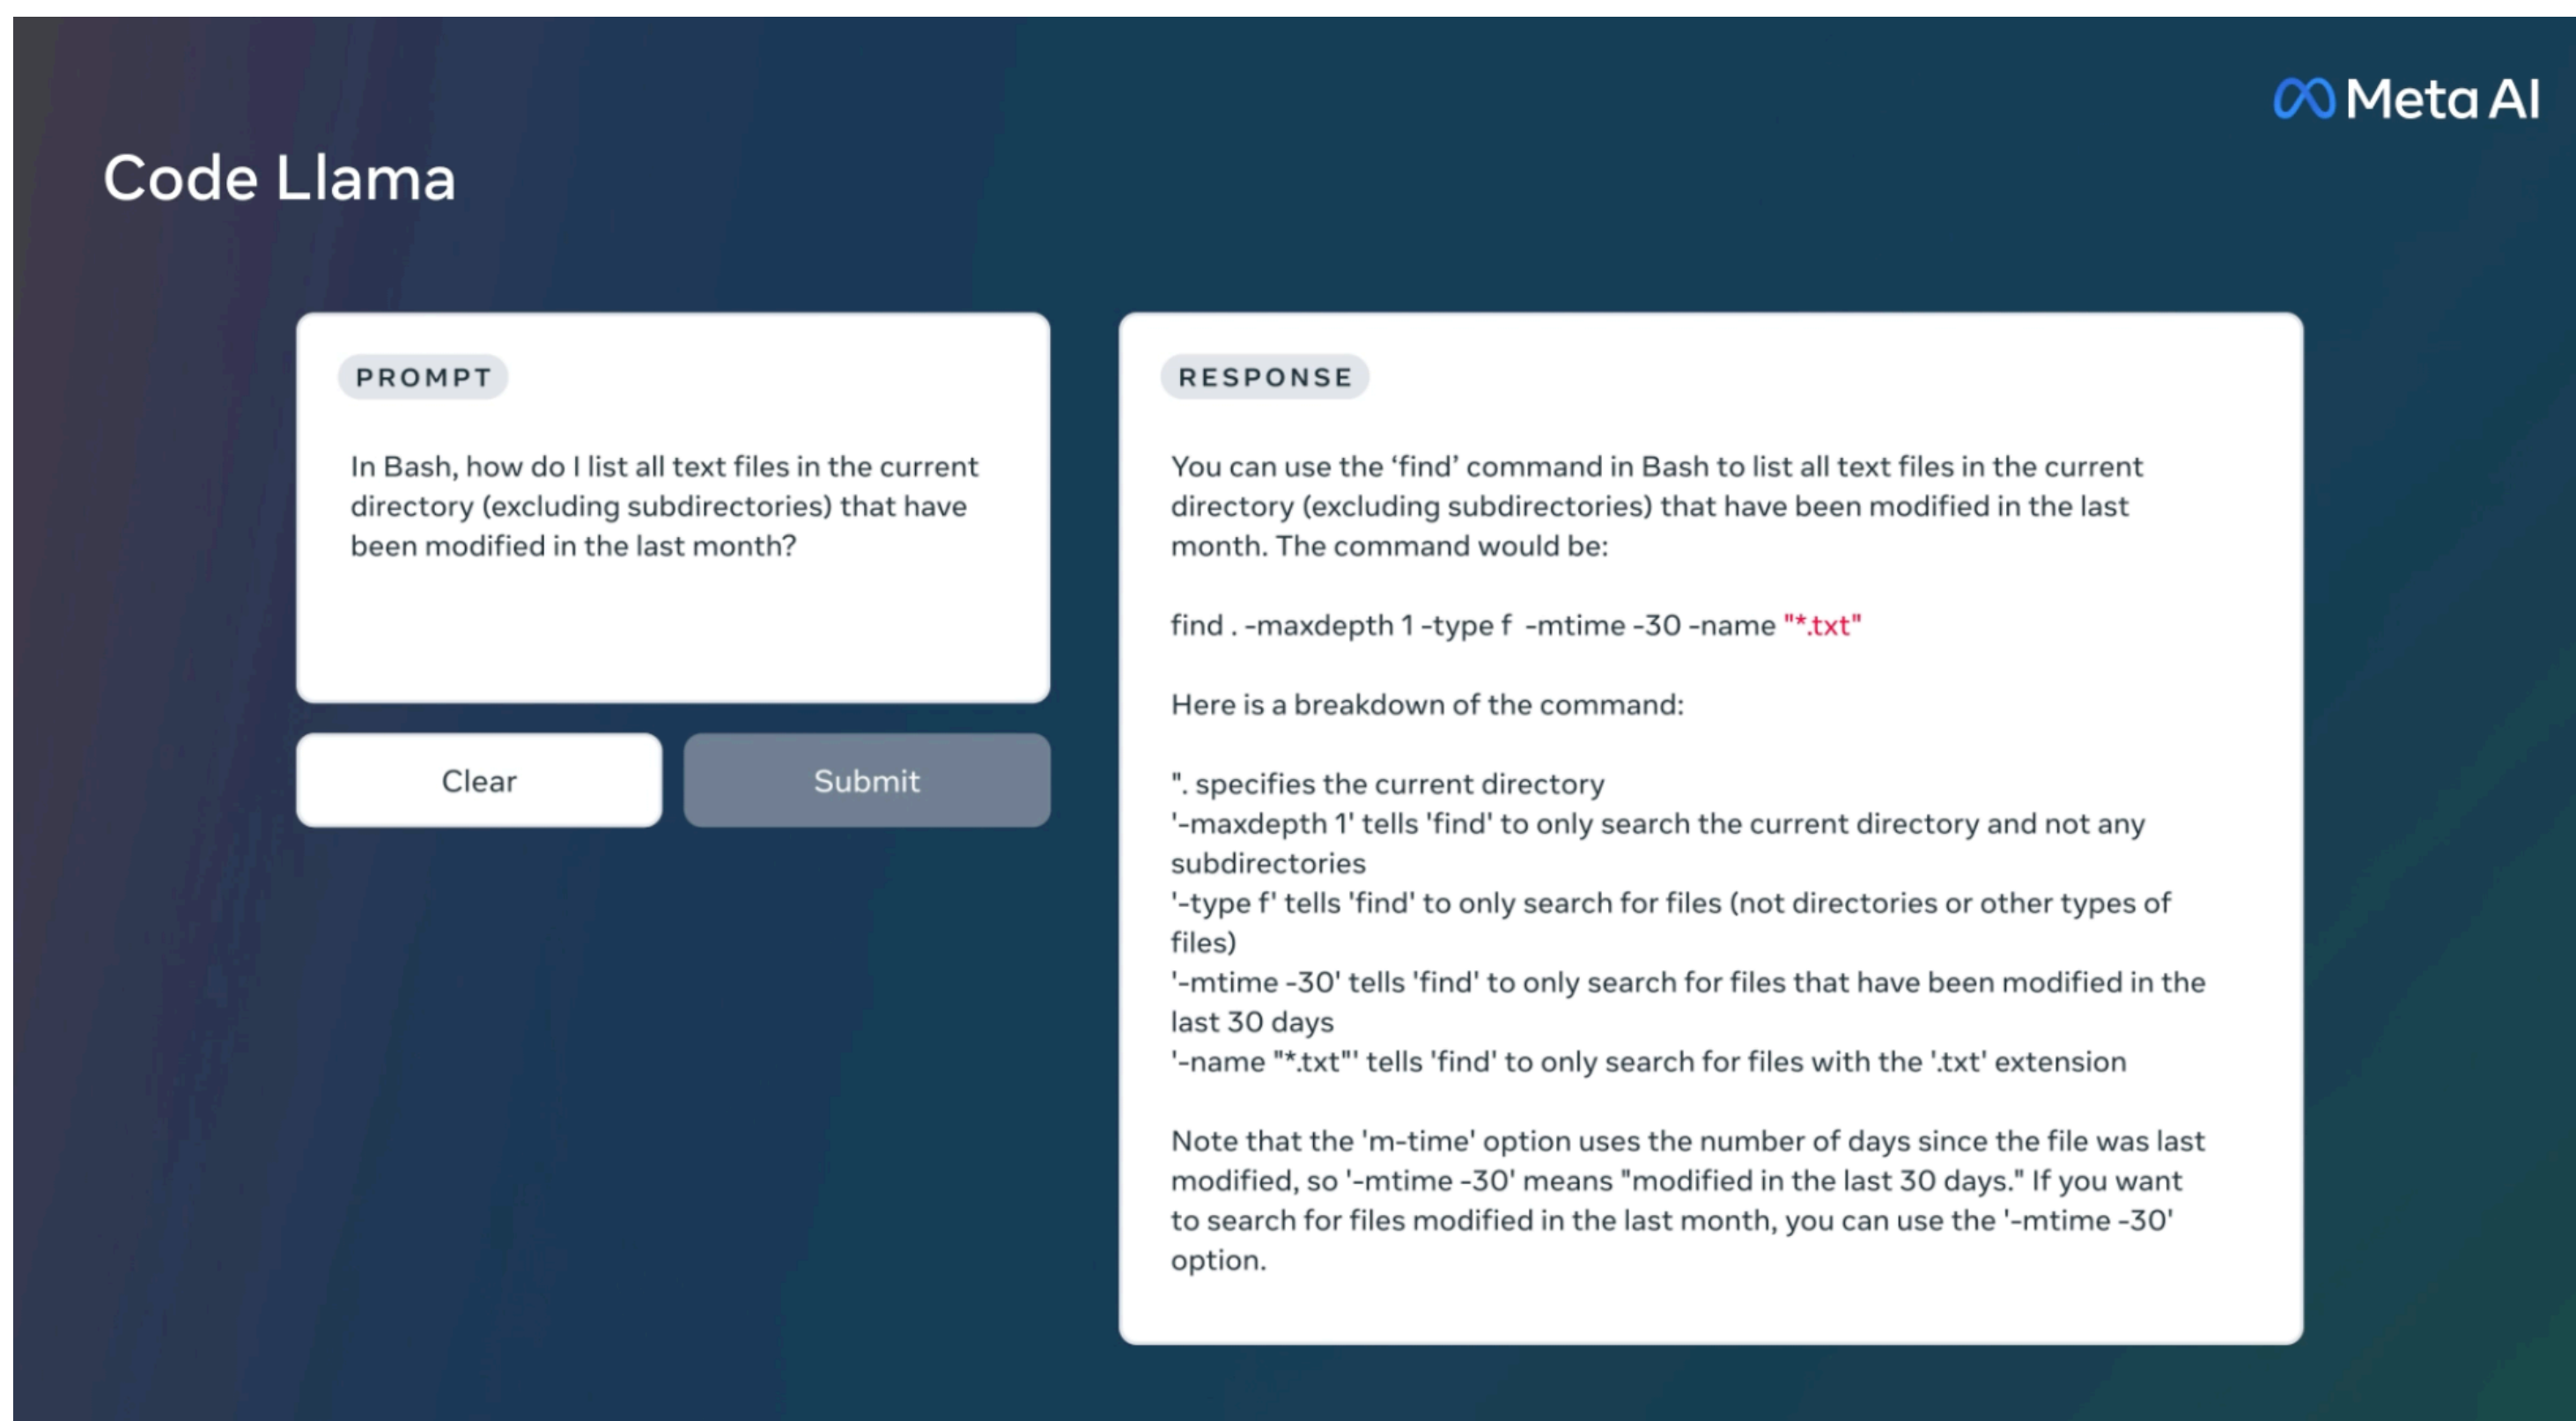 Meta AI
Code Llama
PROMPT
In Bash, how do I list all text files in the current
directory (excluding subdirectories) that have
been modified in the last month?
Clear
Submit
RESPONSE
You can use the ‘find’ command in Bash to list all text files in the current
directory (excluding subdirectories) that have been modified in the last
month. The command would be:
find . -maxdepth 1 -type f  -mtime -30 -name "*.txt"
Here is a breakdown of the command:
". specifies the current directory
'-maxdepth 1' tells 'find' to only search the current directory and not any
subdirectories
'-type f' tells 'find' to only search for files (not directories or other types of
files)
'-mtime -30' tells 'find' to only search for files that have been modified in the
last 30 days
'-name "*.txt"' tells 'find' to only search for files with the '.txt' extension
Note that the 'm-time' option uses the number of days since the file was last
modified, so '-mtime -30' means "modified in the last 30 days." If you want
to search for files modified in the last month, you can use the '-mtime -30'
option.